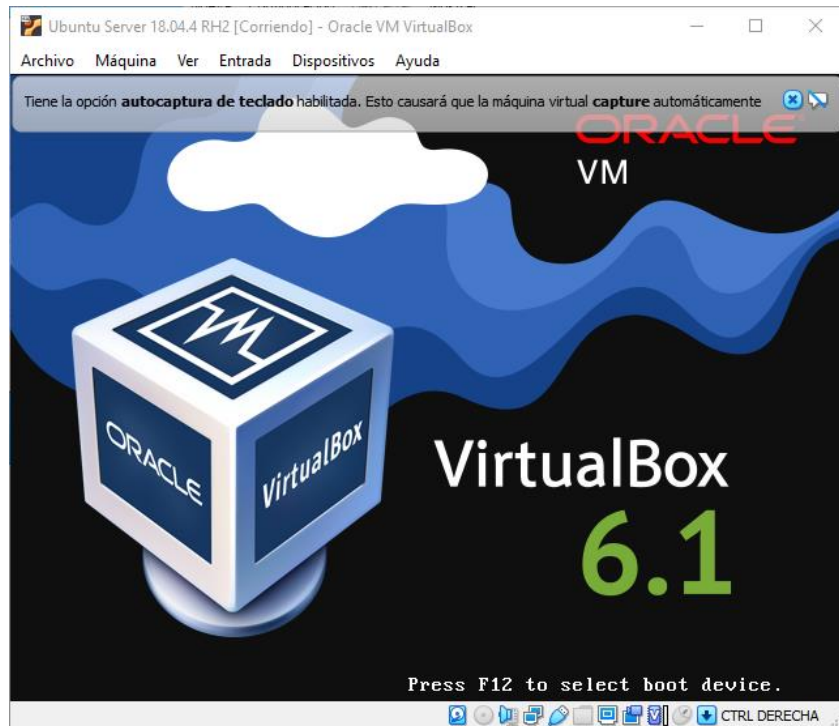 Ubuntu Server 18.04.4 RH2 [Corriendo] - Oracle VM VirtualBox
Archivo Máquina Ver Entrada Dispositivos Ayuda
Tiene la opción autocaptura de teclado habilitada. Esto causará que la máquina virtual capture automáticamente
ORACLE
VM
ORACLE
VirtualBox
VirtualBox
6.1
Press F12 to select boot device.
CTRL DERECHA